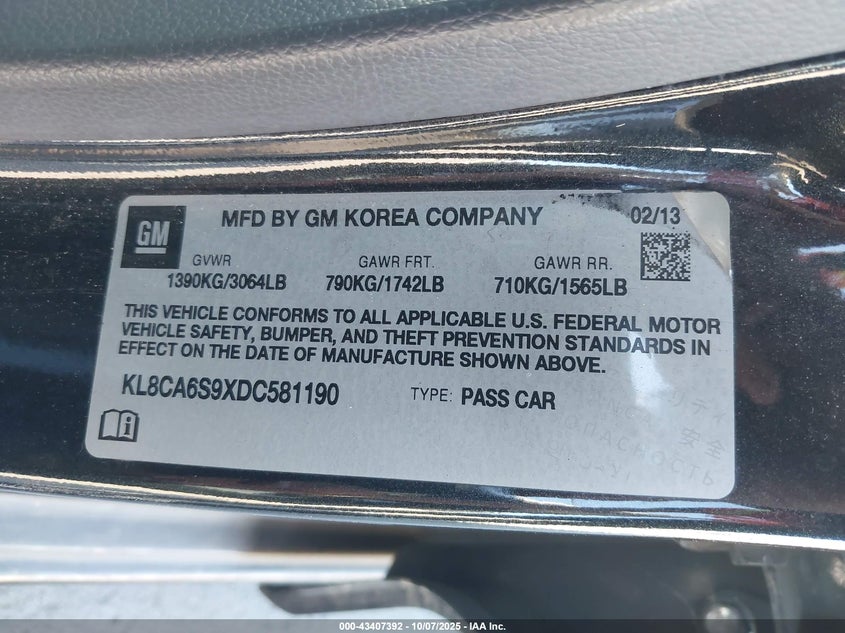 GM
MFD BY GM KOREA COMPANY
02/13
GVWR
GAWR FRT.
GAWR RR.
1390KG/3064LB
790KG/1742LB
710KG/1565LB
THIS VEHICLE CONFORMS TO ALL APPLICABLE U.S. FEDERAL MOTOR
VEHICLE SAFETY, BUMPER, AND THEFT PREVENTION STANDARDS IN
EFFECT ON THE DATE OF MANUFACTURE SHOWN ABOVE.
KL8CA6S9XDC581190
TYPE: PASS CAR
安全
000-43407392 - 10/07/2025 - IAA Inc.